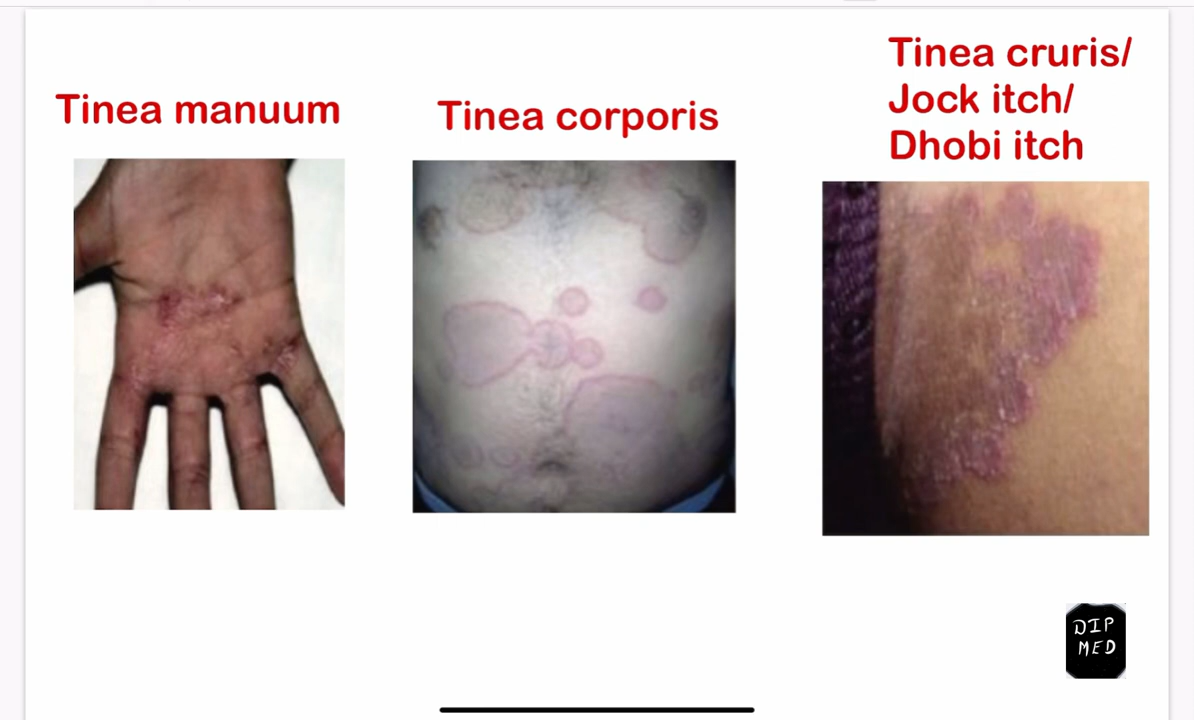 Tinea manuum
Tinea corporis
Tinea cruris/
Jock itch/
Dhobi itch
DIP
MED